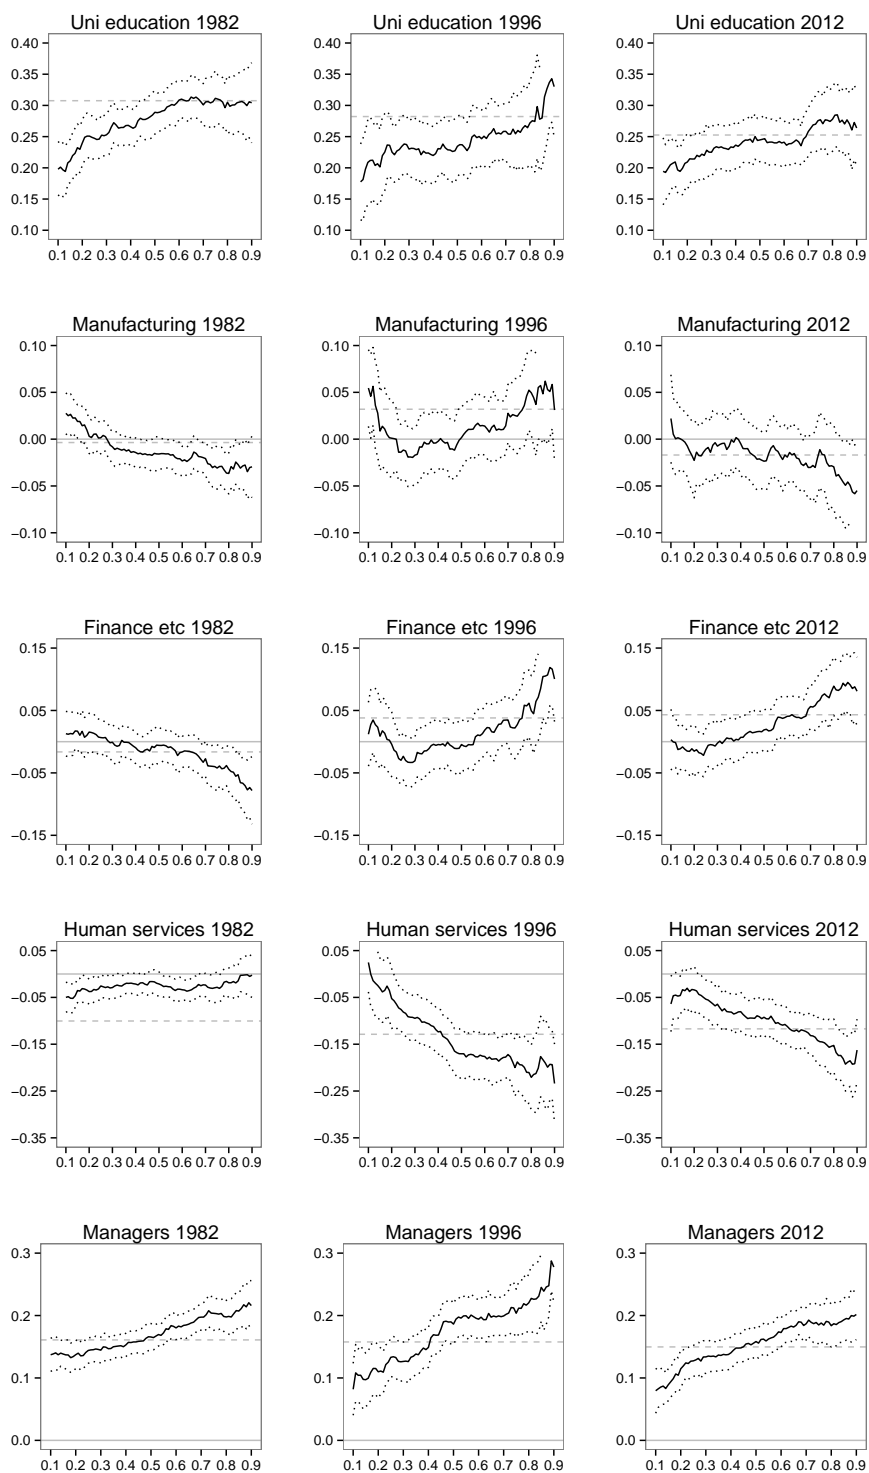 Uni education 1982 Uni education 1996 Uni education 2012
0.40 0.40 0.40
0.35 0.35 0.35
0.30 0.30 0.30
0.25 0.25 0.25
0.20 0.20 0.20
0.15 0.15 0.15
0.10 0.10 0.10
0.1 0.2 0.3 0.4 0.5 0.6 0.7 0.8 0.9 0.1 0.2 0.3 0.4 0.5 0.6 0.7 0.8 0.9 0.1 0.2 0.3 0.4 0.5 0.6 0.7 0.8 0.9
Manufacturing 1982 Manufacturing 1996 Manufacturing 2012
0.10 0.10 0.10
0.05 0.05 0.05
0.00 0.00 0.00
−0.05 −0.05 −0.05
−0.10 −0.10 −0.10
0.1 0.2 0.3 0.4 0.5 0.6 0.7 0.8 0.9 0.1 0.2 0.3 0.4 0.5 0.6 0.7 0.8 0.9 0.1 0.2 0.3 0.4 0.5 0.6 0.7 0.8 0.9
Finance etc 1982 Finance etc 1996 Finance etc 2012
0.15 0.15 0.15
0.05 0.05 0.05
−0.05 −0.05 −0.05
−0.15 −0.15 −0.15
0.1 0.2 0.3 0.4 0.5 0.6 0.7 0.8 0.9 0.1 0.2 0.3 0.4 0.5 0.6 0.7 0.8 0.9 0.1 0.2 0.3 0.4 0.5 0.6 0.7 0.8 0.9
Human services 1982 Human services 1996 Human services 2012
0.05 0.05 0.05
−0.05 −0.05 −0.05
−0.15 −0.15 −0.15
−0.25 −0.25 −0.25
−0.35 −0.35 −0.35
0.1 0.2 0.3 0.4 0.5 0.6 0.7 0.8 0.9 0.1 0.2 0.3 0.4 0.5 0.6 0.7 0.8 0.9 0.1 0.2 0.3 0.4 0.5 0.6 0.7 0.8 0.9
Managers 1982 Managers 1996 Managers 2012
0.3 0.3 0.3
0.2 0.2 0.2
0.1 0.1 0.1
0.0 0.0 0.0
0.1 0.2 0.3 0.4 0.5 0.6 0.7 0.8 0.9 0.1 0.2 0.3 0.4 0.5 0.6 0.7 0.8 0.9 0.1 0.2 0.3 0.4 0.5 0.6 0.7 0.8 0.9